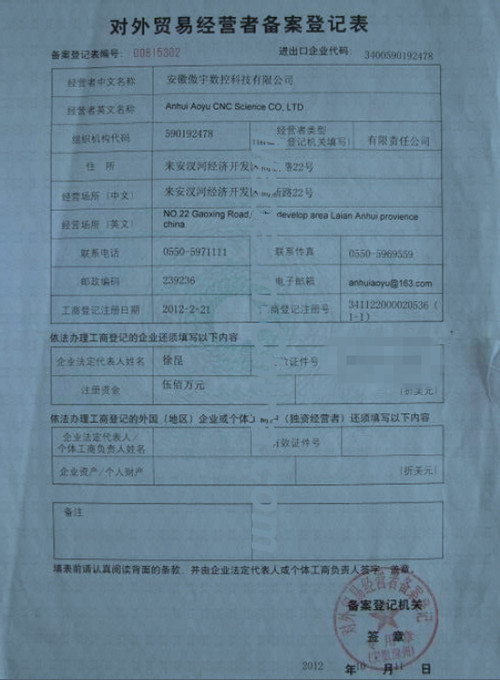 对外贸易经营者备案登记表
备案登记表编号: 00815302
进出口企业代码: 3400590192478
经营者中文名称 安徽傲宇数控科技有限公司
经营者英文名称 Anhui Aoyu CNC Science CO, LTD
组织机构代码 590192478 经营者类型 登记机关填写) 有限责任公司
住 所 来安汊河经济开发 路22号
经营场所(中文) 来安汊河经济开发 新路22号
经营场所(英文) NO.22 Gaoxing Road, develop area Laian Anhui provience
china
联系电话 0550-5971111 联系传真 0550-5969559
邮政编码 239236 电子邮箱 anhuiaoyu@163.com
工商登记注册日期 2012-2-21 工商登记注册号 341122000020536(
1-1)
依法办理工商登记的企业还须填写以下内容
企业法定代表人姓名 徐昆 效证件号
注册资金 伍佰万元 (折美元)
依法办理工商登记的外国(地区)企业或个体工 (独资经营者)还须填写以下内容
企业法定代表人/
个体工商负责人姓名 有效证件号
企业资产/个人财产 (折美元)
备注
填表前请认真阅读背面的条款,并由企业法定代表人或个体工商负责人签字、盖章。
对外贸易经营者备案登记
备案登记机关
签 章
专用章
2012 年 10 月 11 日